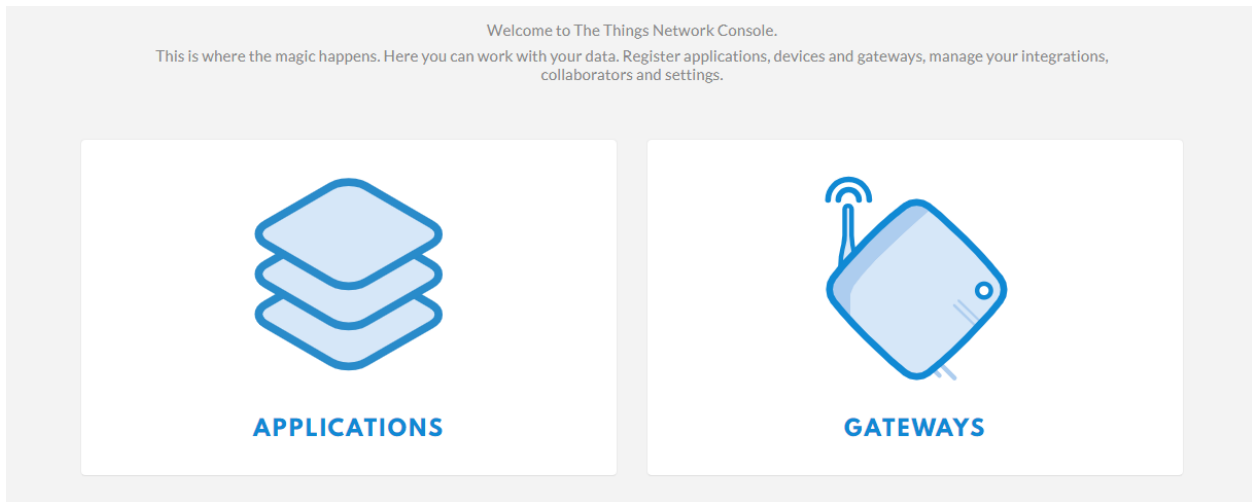 Welcome to The Things Network Console.
This is where the magic happens. Here you can work with your data. Register applications, devices and gateways, manage your integrations,
collaborators and settings.
APPLICATIONS
GATEWAYS